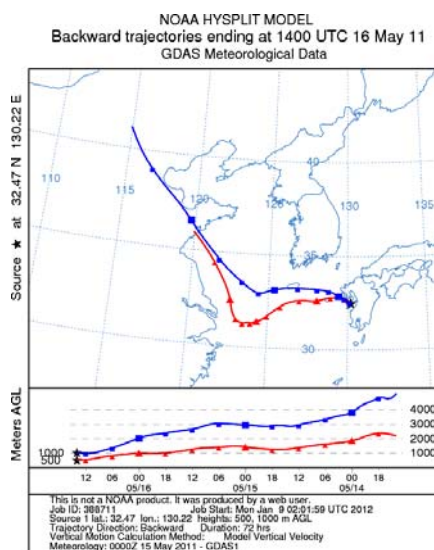 NOAA HYSPLIT MODEL
Backward trajectories ending at 1400 UTC 16 May 11
GDAS Meteorological Data
Source ★ at 32.47 N 130.22 E
110
115
120
125
130
135
40
35
30
Meters AGL
1000
500
4000
3000
2000
1000
12 06 00 18 12 06 00 18 12 06 00 18
05/16 05/15 05/14
This is not a NOAA product. It was produced by a web user.
Job ID: 388711 Job Start: Mon Jan 9 02:01:59 UTC 2012
Source 1 lat.: 32.47 lon.: 130.22 heights: 500, 1000 m AGL
Trajectory Direction: Backward Duration: 72 hrs
Vertical Motion Calculation Method: Model Vertical Velocity
Meteorology: 0000Z 15 May 2011 - GDAS1